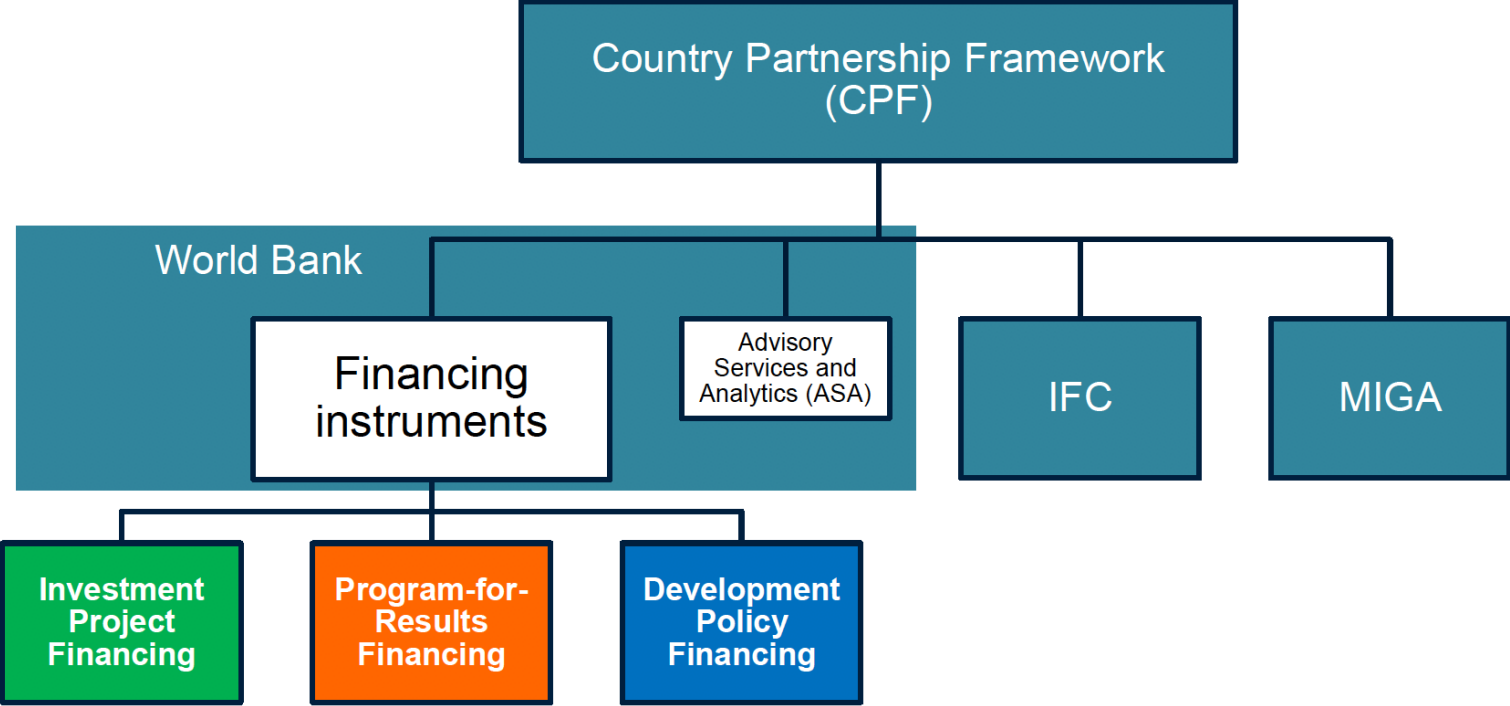 Country Partnership Framework
(CPF)
World Bank
Financing
instruments
Advisory
Services and
Analytics (ASA)
IFC
MIGA
Investment
Project
Financing
Program-for-
Results
Financing
Development
Policy
Financing